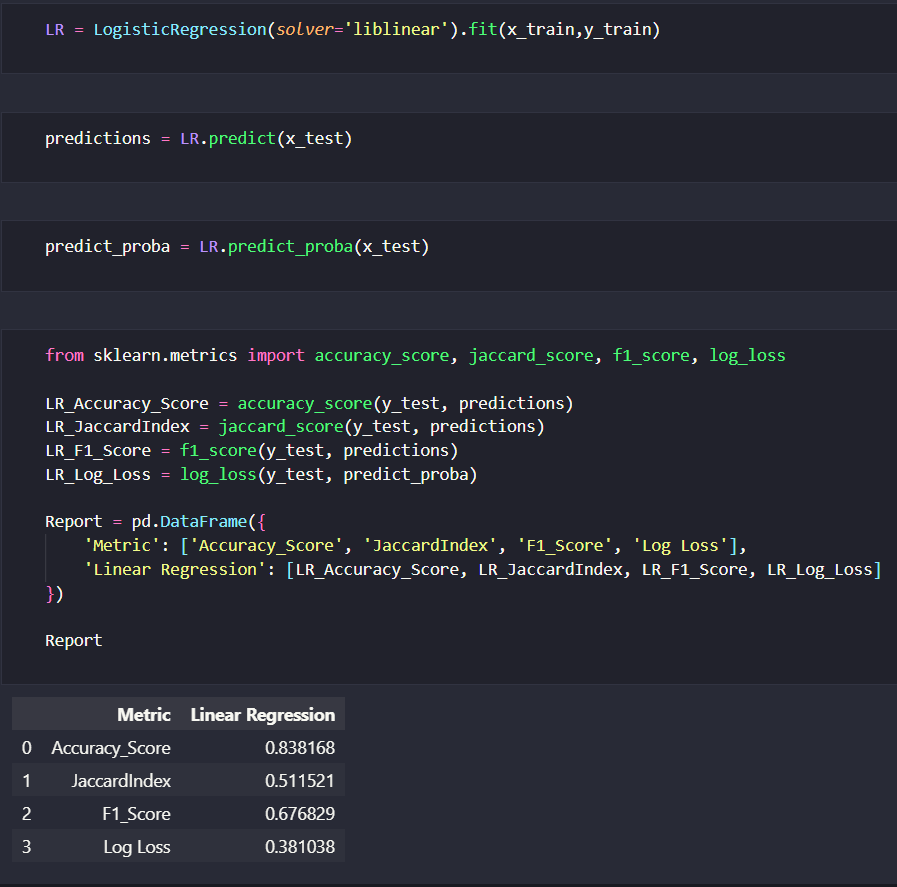 LR = LogisticRegression(solver='liblinear').fit(x_train,y_train)
predictions = LR.predict(x_test)
predict_proba = LR.predict_proba(x_test)
from sklearn.metrics import accuracy_score, jaccard_score, f1_score, log_loss
LR_Accuracy_Score = accuracy_score(y_test, predictions)
LR_JaccardIndex = jaccard_score(y_test, predictions)
LR_F1_Score = f1_score(y_test, predictions)
LR_Log_Loss = log_loss(y_test, predict_proba)
Report = pd.DataFrame({
    'Metric': ['Accuracy_Score', 'JaccardIndex', 'F1_Score', 'Log Loss'],
    'Linear Regression': [LR_Accuracy_Score, LR_JaccardIndex, LR_F1_Score, LR_Log_Loss]
})
Report
Metric Linear Regression
0 Accuracy_Score 0.838168
1 JaccardIndex 0.511521
2 F1_Score 0.676829
3 Log Loss 0.381038